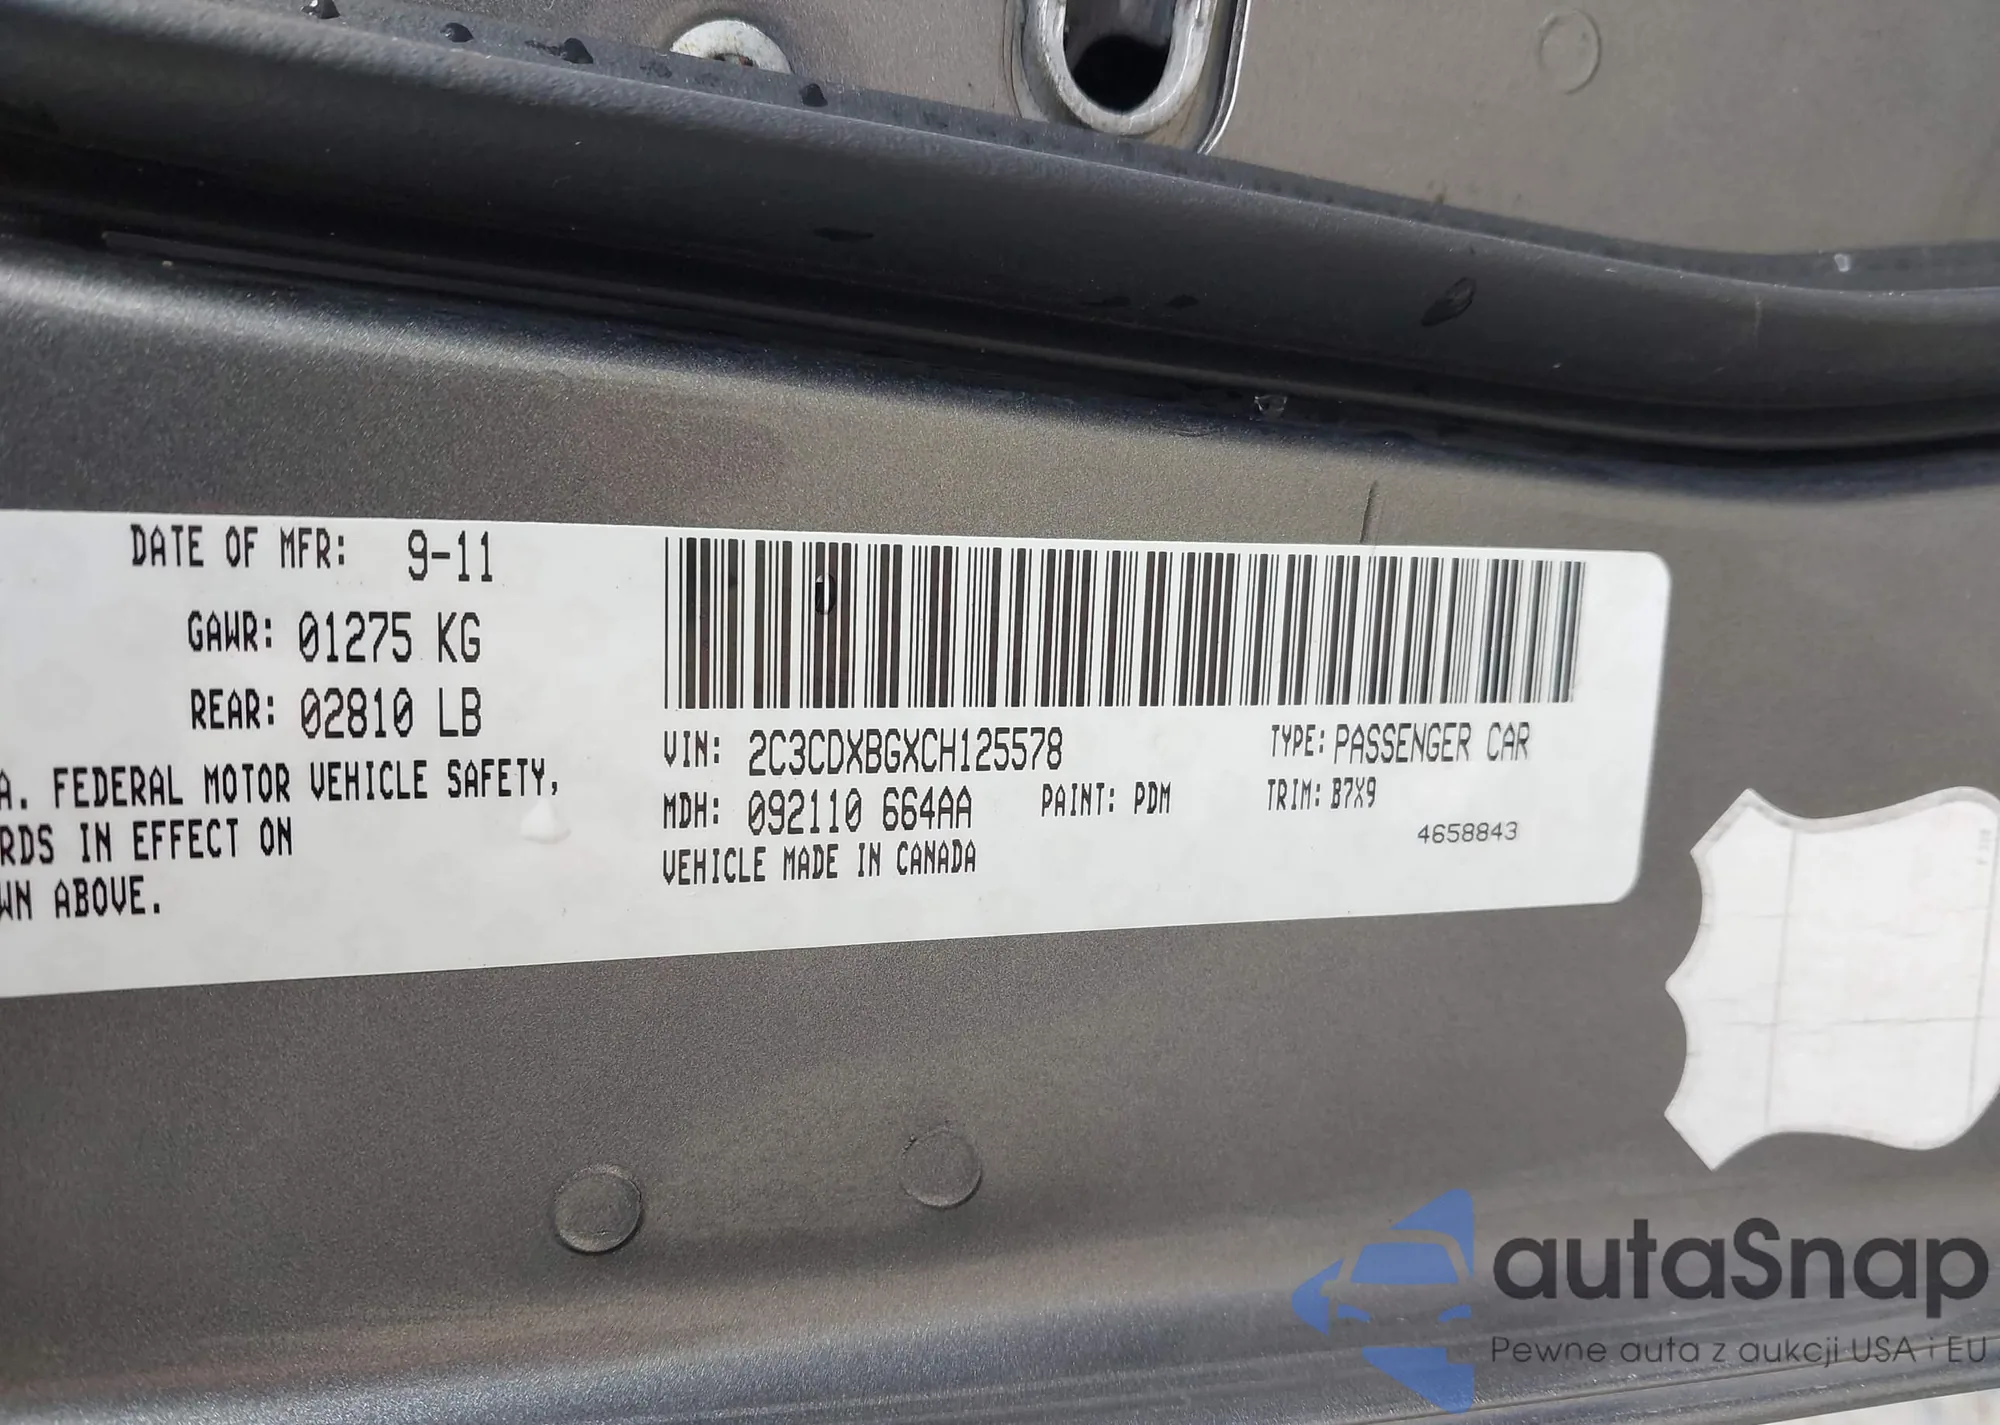 DATE OF MFR: 9-11
GAWR: 01275 KG
REAR: 02810 LB
A. FEDERAL MOTOR VEHICLE SAFETY,
RDS IN EFFECT ON
WN ABOVE.
VIN: 2C3CDXBGXCH125578 TYPE: PASSENGER CAR
MDH: 092110 664AA PAINT: PDM TRIM: B7X9
4658843
VEHICLE MADE IN CANADA
autaSnap
Pewne auta z aukcji USA i EU